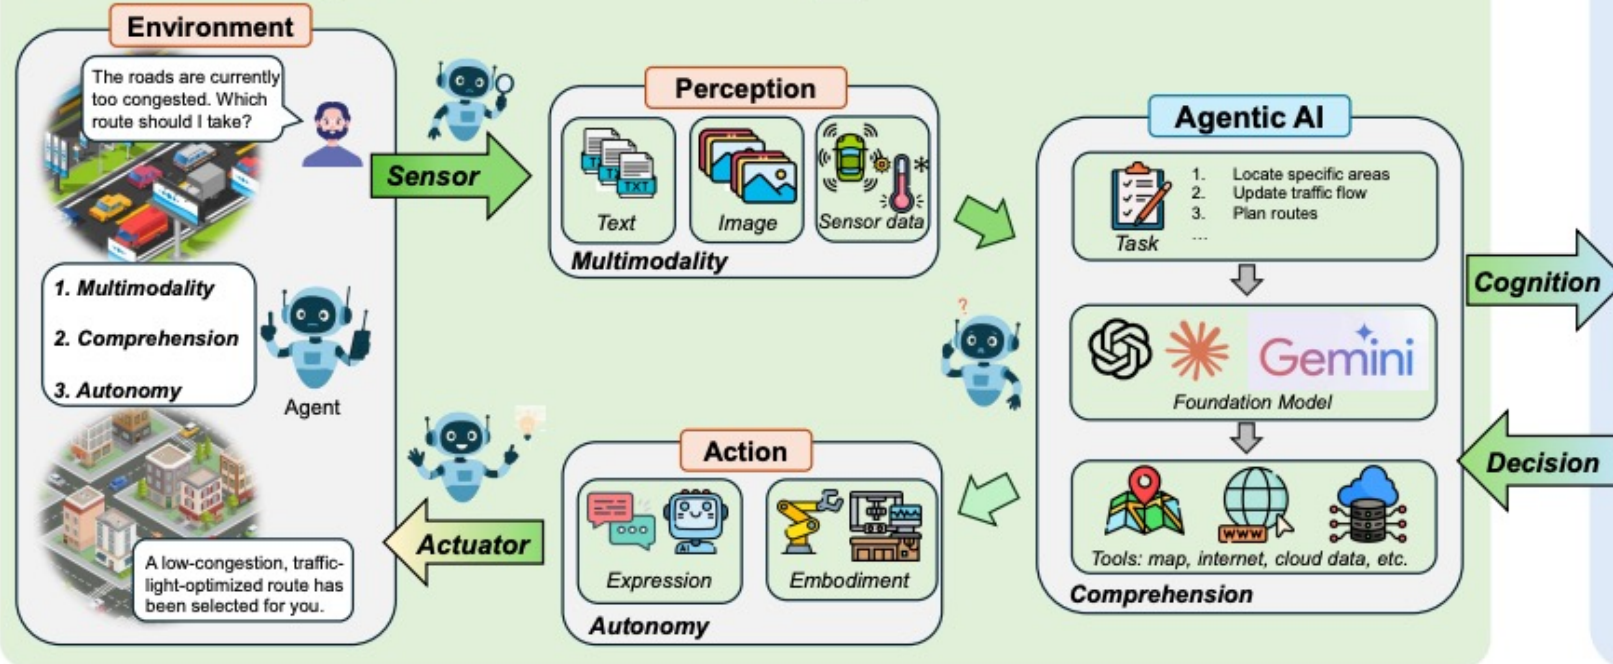 Environment
The roads are currently
too congested. Which
route should I take?
1. Multimodality
2. Comprehension
3. Autonomy
Agent
A low-congestion, traffic-
light-optimized route has
been selected for you.
Sensor
Perception
TXT
Text
Image
Sensor data
Multimodality
Agentic AI
1. Locate specific areas
2. Update traffic flow
3. Plan routes
...
Task
Gemini
Foundation Model
WWW
Tools: map, internet, cloud data, etc.
Comprehension
Cognition
Decision
?
Action
AI
Expression
Embodiment
Autonomy
Actuator